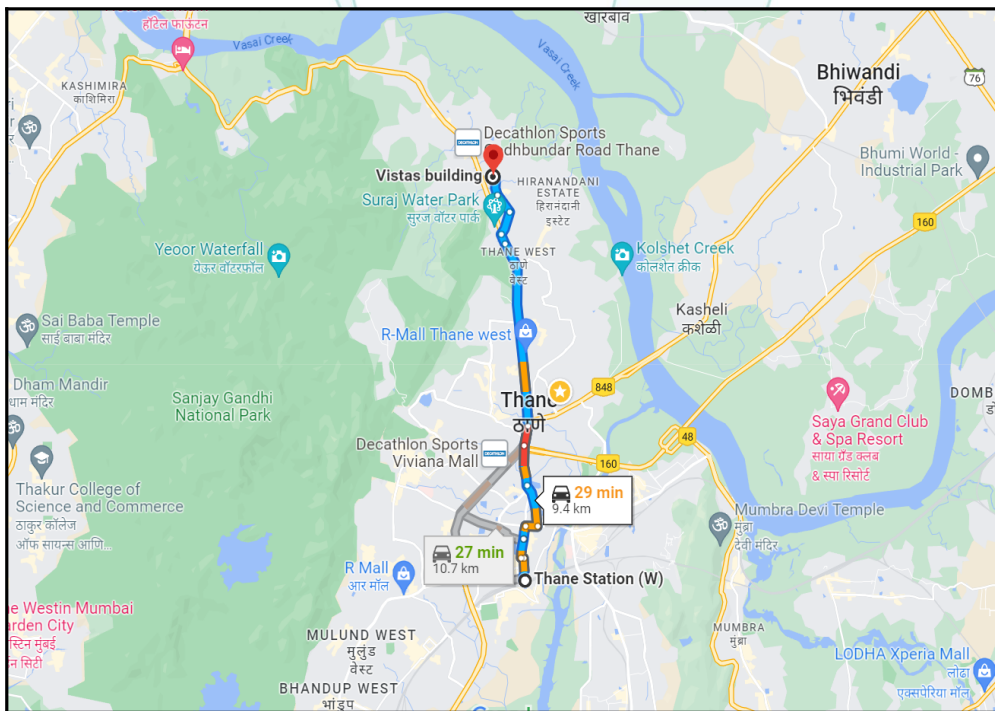 हॉटेल फाऊंटन
Vasai Creek
खारबाव
KASHIMIRA
काशिमिरा
Vasai Creek
Bhiwandi
भिवंडी
76
Decathlon Sports
Road Thane
Vistas building
Suraj Water Park
सुरज वॉटर पार्क
HIRANANDANI
ESTATE
हिरानंदानी
इस्टेट
Bhumi World -
Industrial Park
160
THANE WEST
ठाणे
वेस्ट
Yeoor Waterfall
येऊर वॉटरफॉल
Kolshet Creek
कोलशेत क्रीक
Kasheli
कशेळी
Sai Baba Temple
साई बाबा मंदिर
R-Mall Thane west
Dham Mandir
धाम मंदिर
Sanjay Gandhi
National Park
848
Thane
ठाणे
DOMB
Saya Grand Club
& Spa Resort
साया ग्रँड क्लब
& स्पा रिसोर्ट
48
Decathlon Sports
Viviana Mall
160
Thakur College of
Science and Commerce
ठाकुर कॉलेज
ऑफ सायन्स आणि...
29 min
9.4 km
Mumbra Devi Temple
मुंब्रा
देवी मंदिर
27 min
10.7 km
R Mall
आर मॉल
Thane Station (W)
e Westin Mumbai
arden City
स्टिन मुंबई
न सिटी
MULUND WEST
मुलुंड
वेस्ट
MUMBRA
मुंब्रा
LODHA Xperia Mall
लोढा
एक्सपेरिया मॉल
BHANDUP WEST
भांडुप